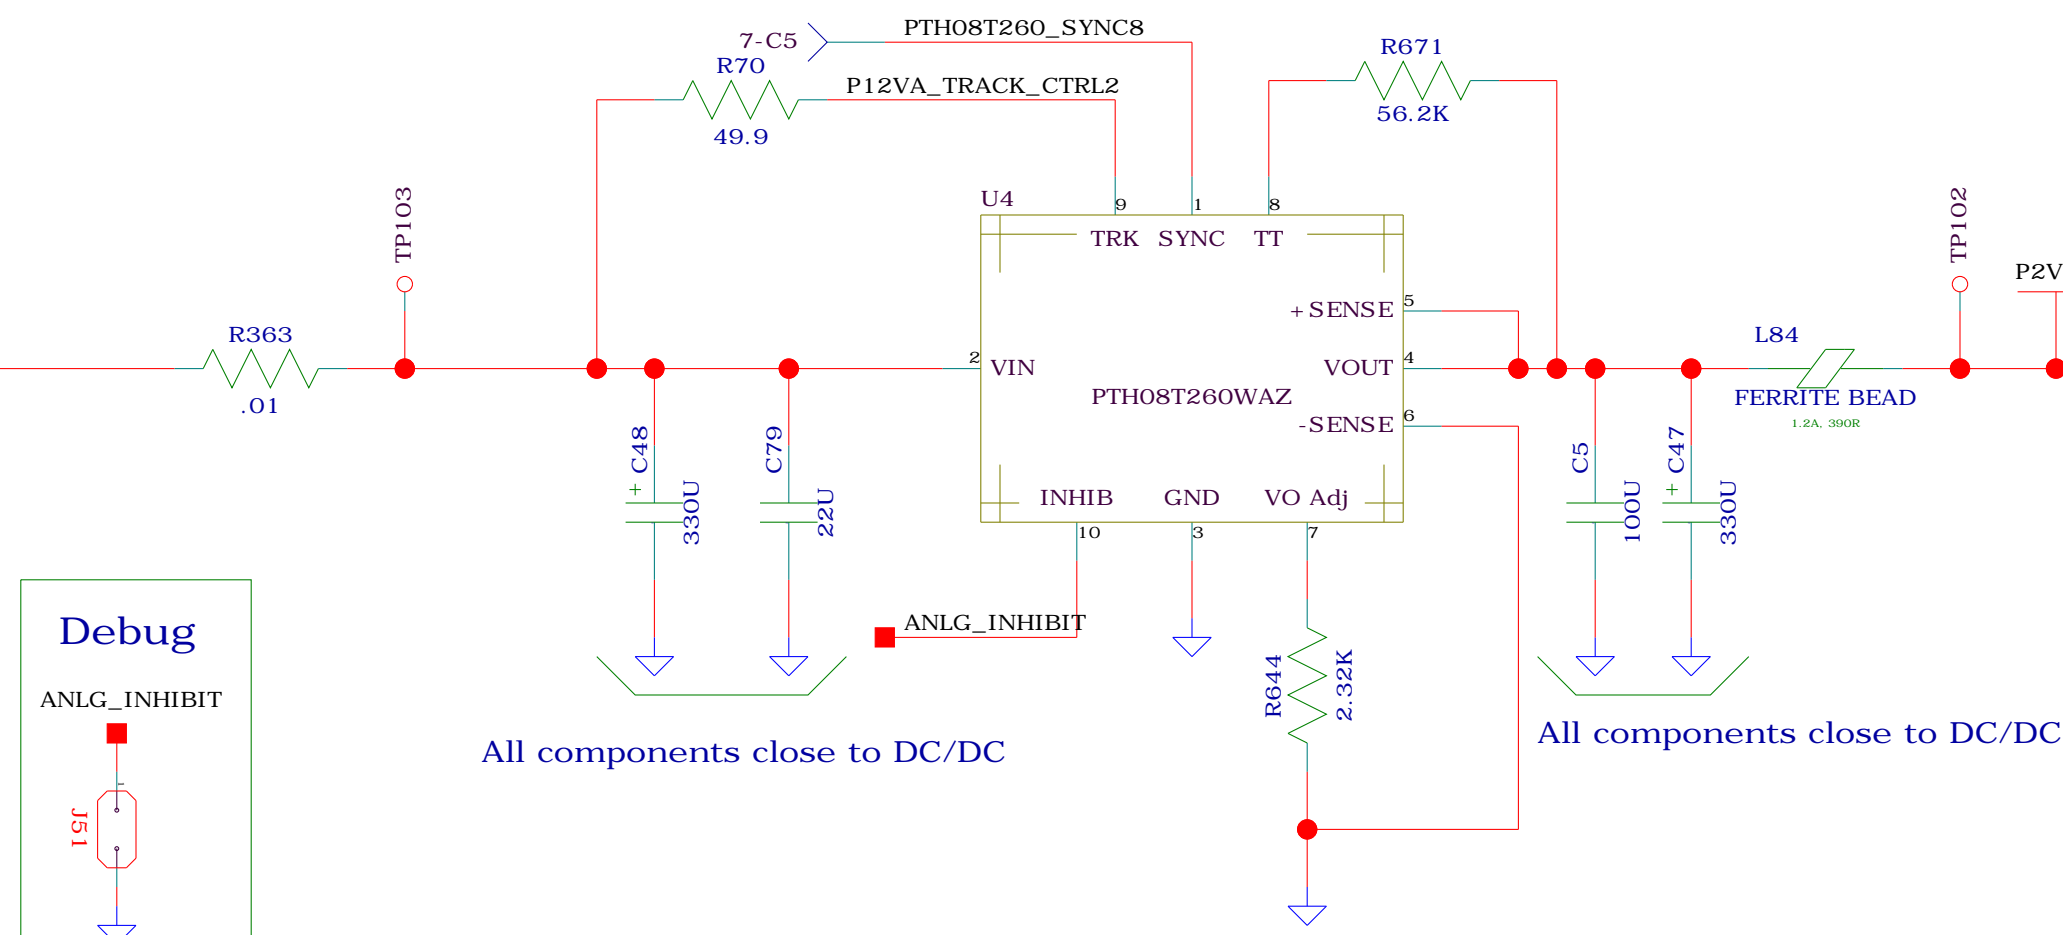 PTH08T260_SYNC8
7-C5
R70
P12VA_TRACK_CTRL2
49.9
R671
56.2K
TP103
U4
9
1
8
TRK
SYNC
TT
TP102
P2V
+SENSE
5
R363
.01
2
VIN
VOUT
4
PTH08T260WAZ
-SENSE
6
L84
FERRITE BEAD
1.2A, 390R
+
C48
330U
C79
22U
INHIB
GND
VO Adj
10
3
7
C5
100U
+
C47
330U
ANLG_INHIBIT
R644
2.32K
Debug
ANLG_INHIBIT
1
J51
All components close to DC/DC
All components close to DC/DC